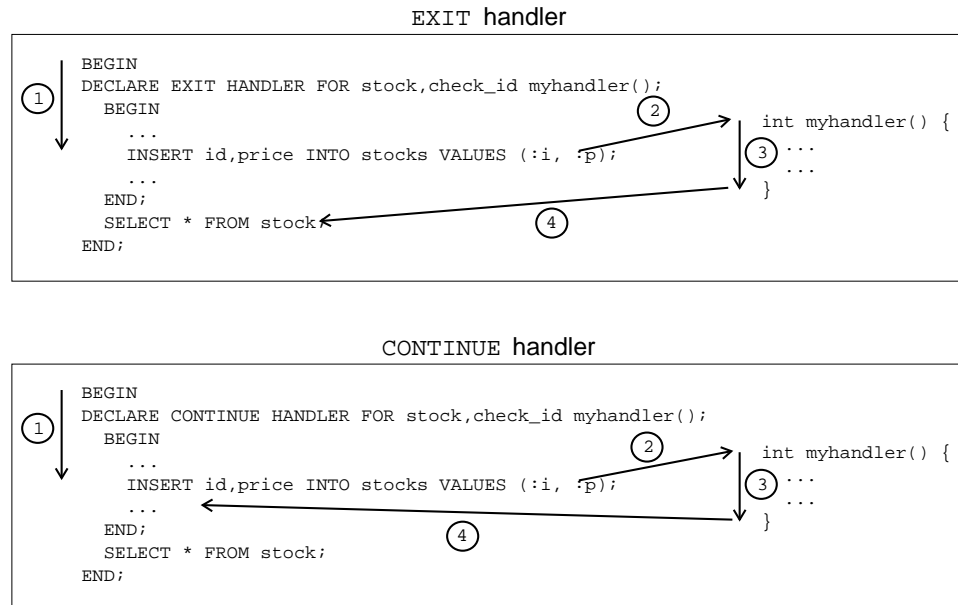 EXIT handler
BEGIN
1
DECLARE EXIT HANDLER FOR stock,check_id myhandler();
BEGIN
2
int myhandler() {
...
INSERT id,price INTO stocks VALUES (:i, :p);
3
...
...
...
END;
}
SELECT * FROM stock;
4
END;
CONTINUE handler
BEGIN
1
DECLARE CONTINUE HANDLER FOR stock,check_id myhandler();
BEGIN
2
int myhandler() {
...
INSERT id,price INTO stocks VALUES (:i, :p);
3
...
...
...
END;
}
4
SELECT * FROM stock;
END;